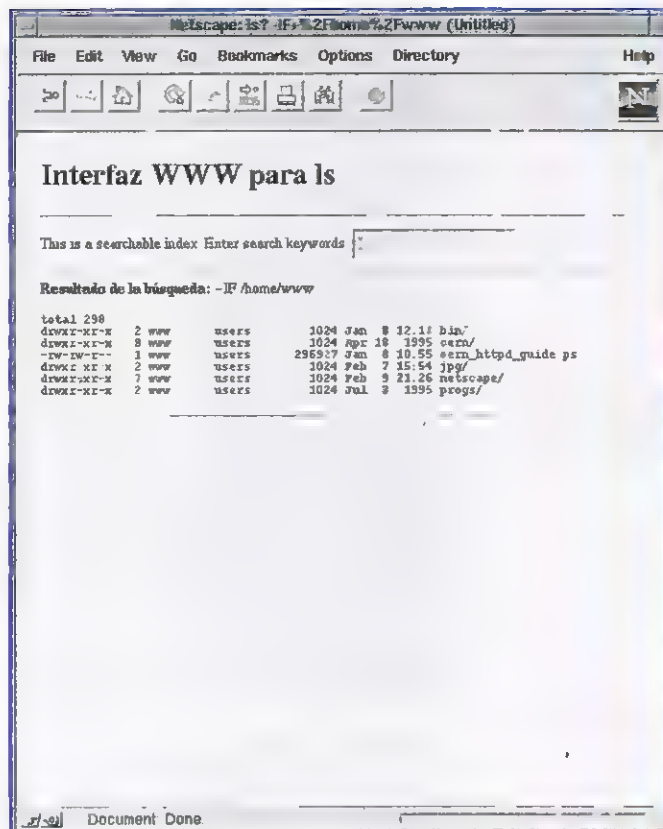 Netscape: ls? -lF+%2Fhome%2Fwww (Untitled)
File Edit View Go Bookmarks Options Directory Help
N
Interfaz WWW para ls
This is a searchable index Enter search keywords
Resultado de la búsqueda: -lF /home/www
total 298
drwxr-xr-x 2 www users 1024 Jan 8 12.18 bin/
drwxr-xr-x 8 www users 1024 Apr 18 1995 cern/
-rw-rw-r-- 1 www users 296927 Jan 8 10.55 cern_httpd_guide ps
drwxr xr x 2 www users 1024 Feb 7 15:54 jpg/
drwxr-xr-x 7 www users 1024 Feb 9 21.26 netscape/
drwxr-xr-x 2 www users 1024 Jul 3 1995 progs/
Document Done